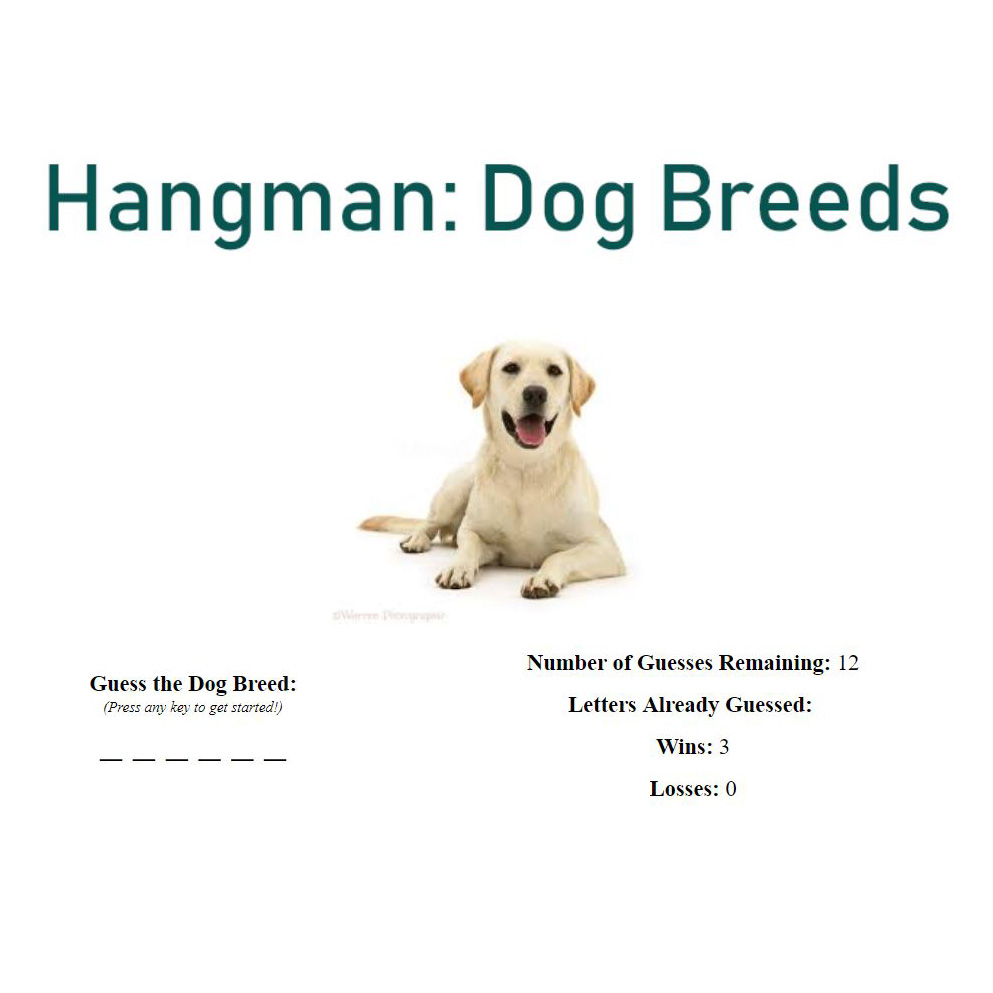 Hangman: Dog Breeds
©Warren Photographic
Guess the Dog Breed:
(Press any key to get started!)
_ _ _ _ _ _
Number of Guesses Remaining: 12
Letters Already Guessed:
Wins: 3
Losses: 0